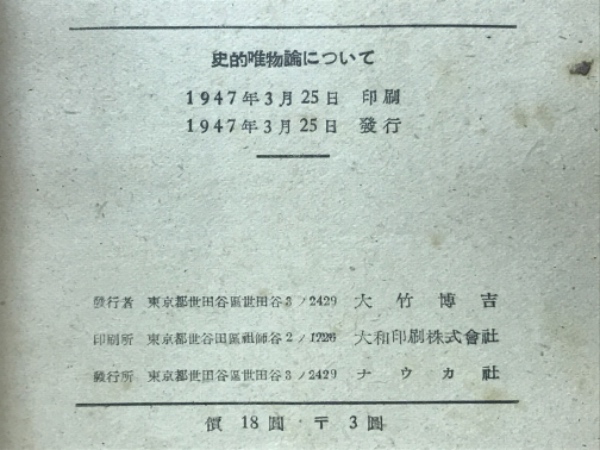 史的唯物論について
1947年3月25日 印刷
1947年3月25日 發行
發行者 東京都世田谷區世田谷3ノ2429 大竹博吉
印刷所 東京都世谷田區祖師谷2ノ1726 大和印刷株式會社
發行所 東京都世田谷區世田谷3ノ2429 ナウカ社
價 18圓・〒 3圓